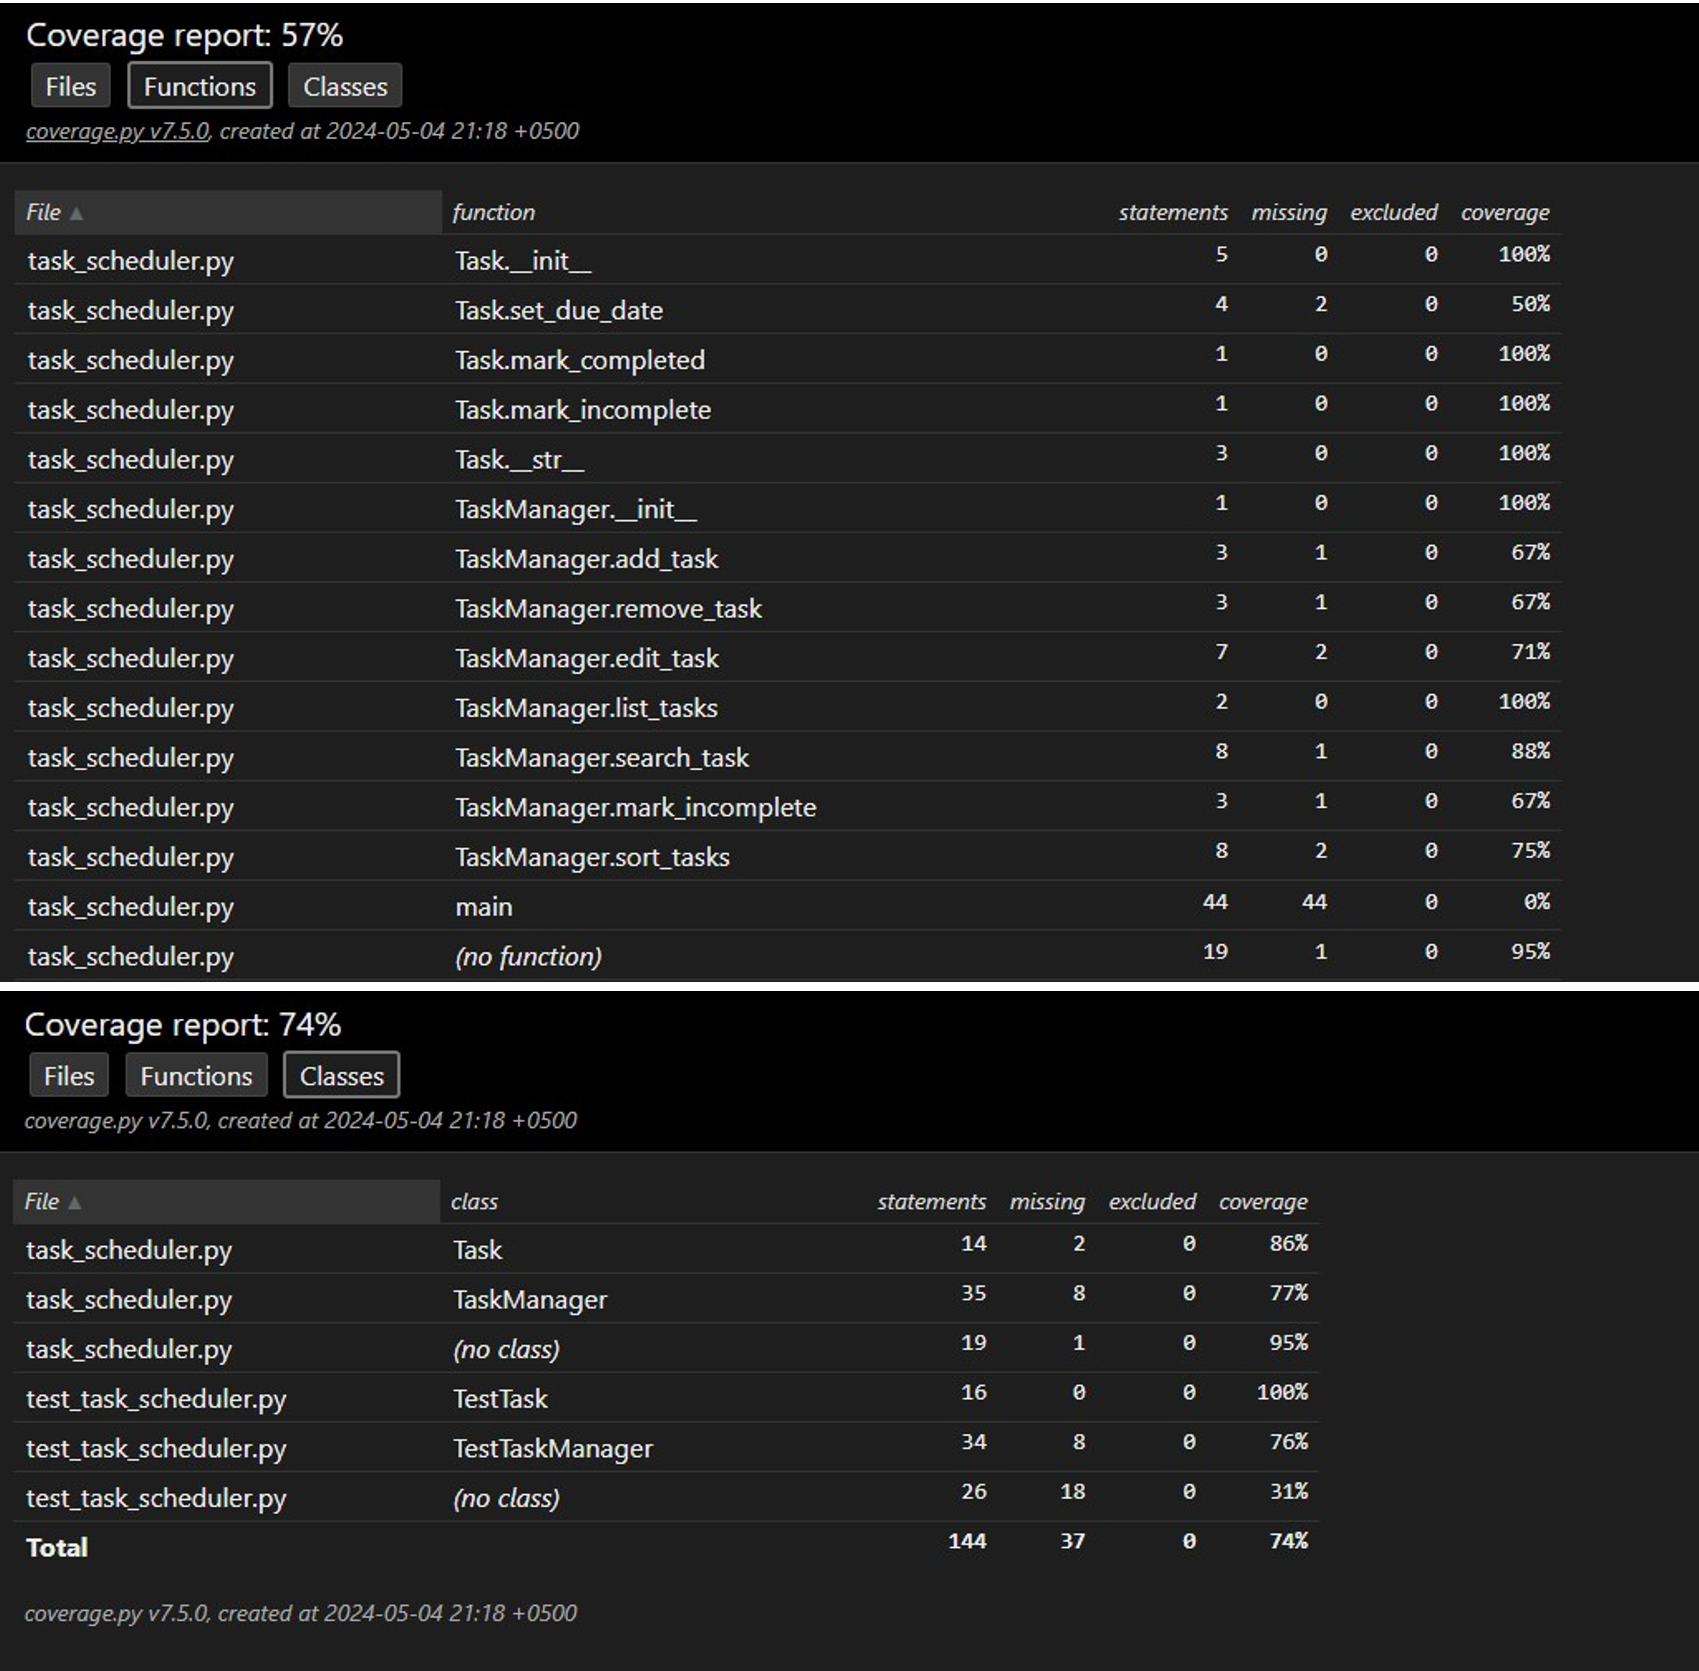 Coverage report: 57%
Files Functions Classes
coverage.py v7.5.0, created at 2024-05-04 21:18 +0500
File ▲ function statements missing excluded coverage
task_scheduler.py Task.__init__ 5 0 0 100%
task_scheduler.py Task.set_due_date 4 2 0 50%
task_scheduler.py Task.mark_completed 1 0 0 100%
task_scheduler.py Task.mark_incomplete 1 0 0 100%
task_scheduler.py Task.__str__ 3 0 0 100%
task_scheduler.py TaskManager.__init__ 1 0 0 100%
task_scheduler.py TaskManager.add_task 3 1 0 67%
task_scheduler.py TaskManager.remove_task 3 1 0 67%
task_scheduler.py TaskManager.edit_task 7 2 0 71%
task_scheduler.py TaskManager.list_tasks 2 0 0 100%
task_scheduler.py TaskManager.search_task 8 1 0 88%
task_scheduler.py TaskManager.mark_incomplete 3 1 0 67%
task_scheduler.py TaskManager.sort_tasks 8 2 0 75%
task_scheduler.py main 44 44 0 0%
task_scheduler.py (no function) 19 1 0 95%
Coverage report: 74%
Files Functions Classes
coverage.py v7.5.0, created at 2024-05-04 21:18 +0500
File ▲ class statements missing excluded coverage
task_scheduler.py Task 14 2 0 86%
task_scheduler.py TaskManager 35 8 0 77%
task_scheduler.py (no class) 19 1 0 95%
test_task_scheduler.py TestTask 16 0 0 100%
test_task_scheduler.py TestTaskManager 34 8 0 76%
test_task_scheduler.py (no class) 26 18 0 31%
Total 144 37 0 74%
coverage.py v7.5.0, created at 2024-05-04 21:18 +0500